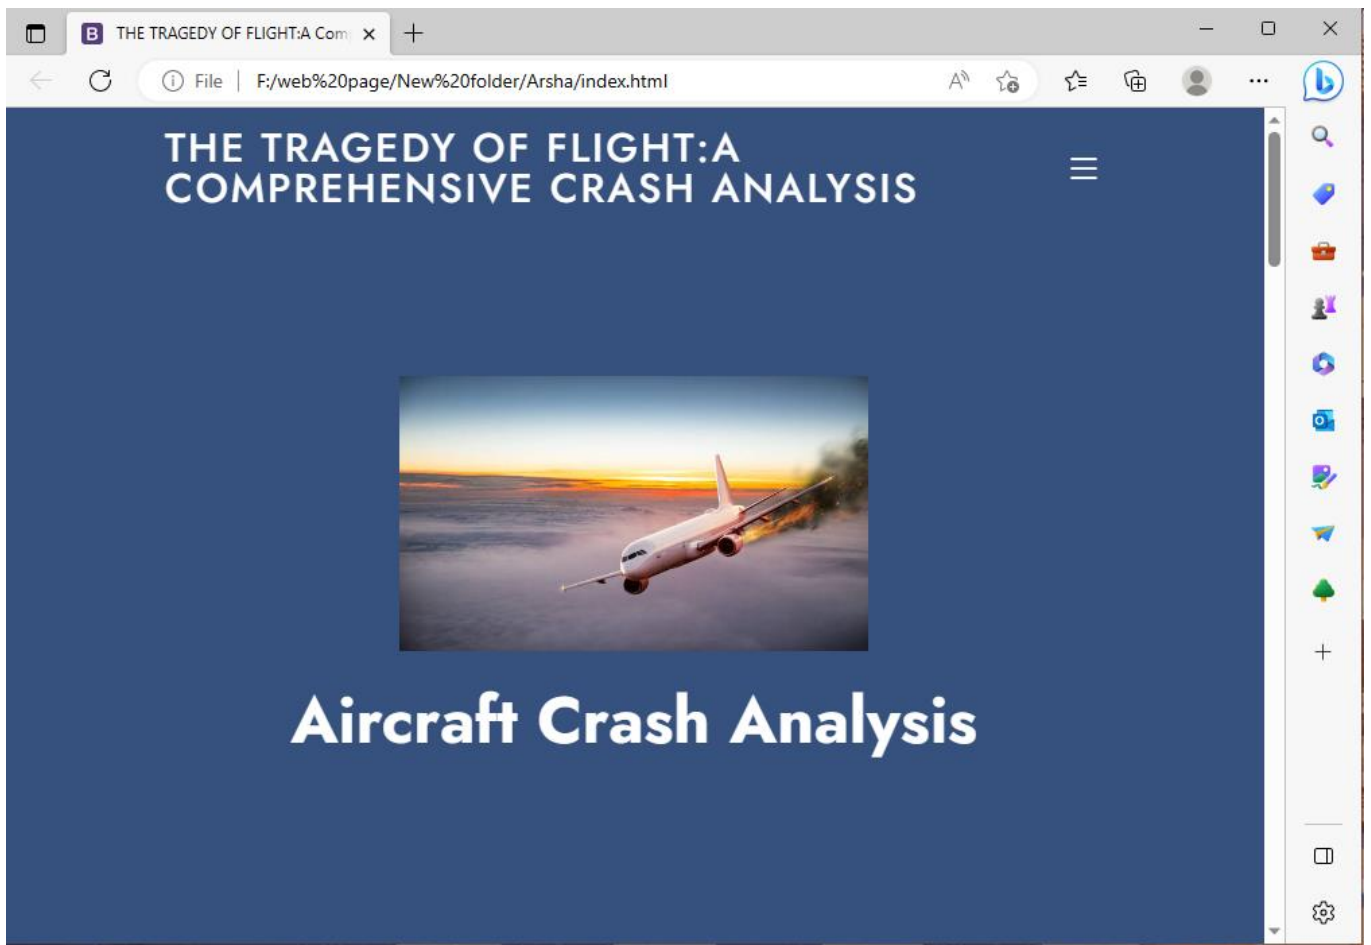 B THE TRAGEDY OF FLIGHT:A Com
File F:/web%20page/New%20folder/Arsha/index.html
THE TRAGEDY OF FLIGHT:A
COMPREHENSIVE CRASH ANALYSIS
Aircraft Crash Analysis